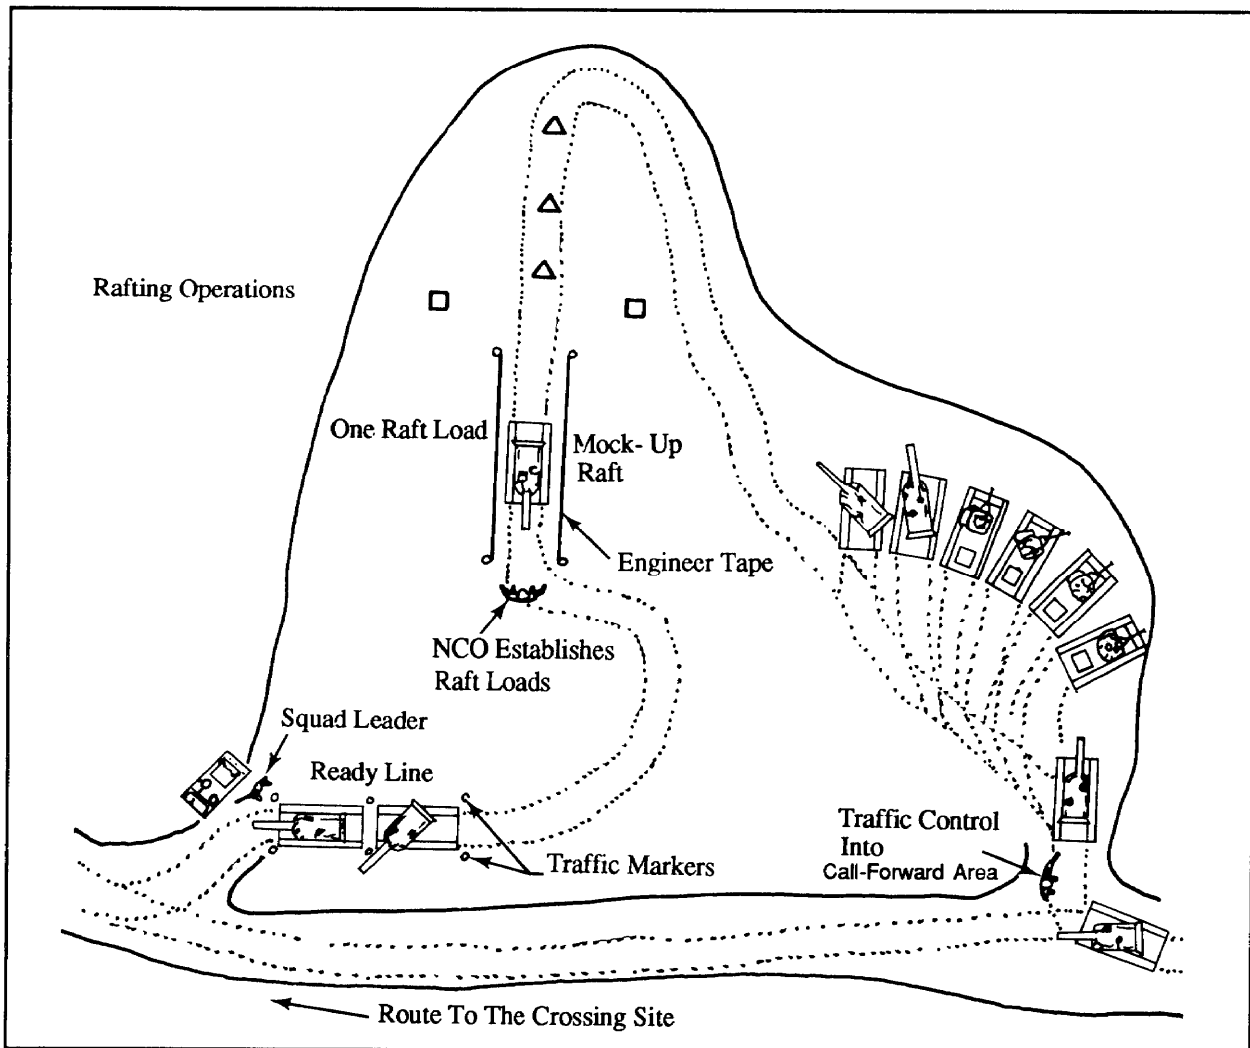 Rafting Operations
One Raft Load
Mock-Up
Raft
Engineer Tape
NCO Establishes
Raft Loads
Squad Leader
Ready Line
Traffic Markers
Traffic Control
Into
Call-Forward Area
Route To The Crossing Site